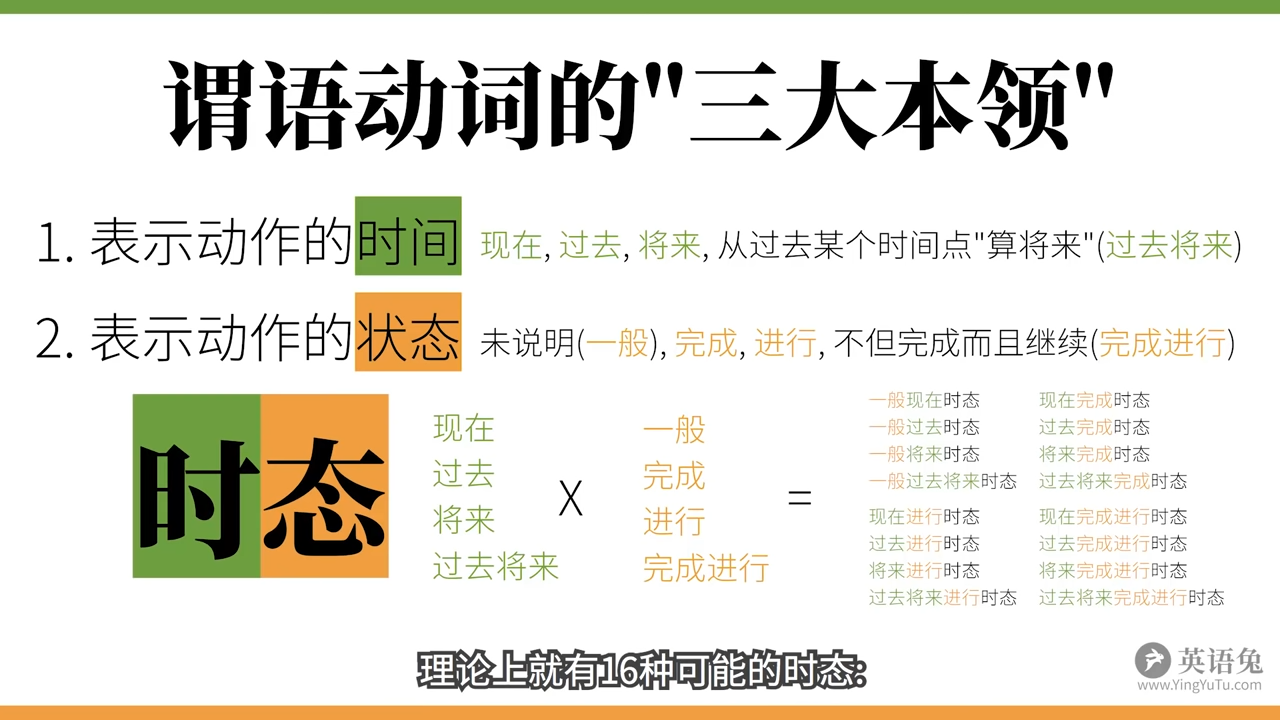 谓语动词的"三大本领"
1. 表示动作的时间 现在, 过去, 将来, 从过去某个时间点"算将来"(过去将来)
2. 表示动作的状态 未说明(一般), 完成, 进行, 不但完成而且继续(完成进行)
时态
现在
过去
将来
过去将来
X
一般
完成
进行
完成进行
=
一般现在时态
一般过去时态
一般将来时态
一般过去将来时态
现在完成时态
过去完成时态
将来完成时态
过去将来完成时态
现在进行时态
过去进行时态
将来进行时态
过去将来进行时态
现在完成进行时态
过去完成进行时态
将来完成进行时态
过去将来完成进行时态
理论上就有16种可能的时态:
英语兔
www.YingYuTu.com